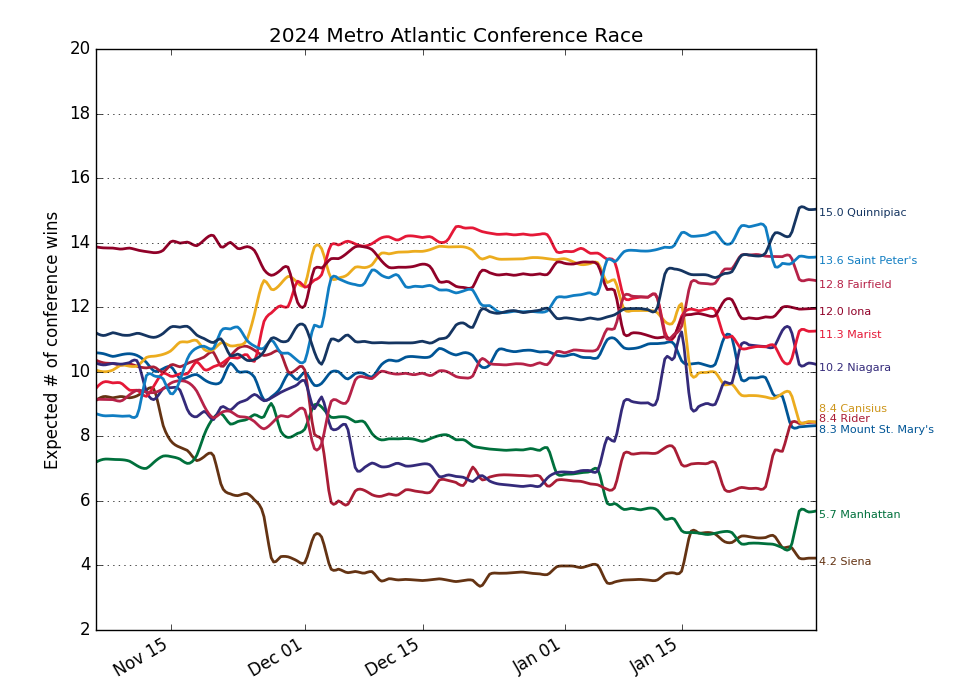 2024 Metro Atlantic Conference Race
Expected # of conference wins
20
18
16
14
12
10
8
6
4
2
Nov 15
Dec 01
Dec 15
Jan 01
Jan 15
15.0 Quinnipiac
13.6 Saint Peter's
12.8 Fairfield
12.0 Iona
11.3 Marist
10.2 Niagara
8.4 Canisius
8.4 Rider
8.3 Mount St. Mary's
5.7 Manhattan
4.2 Siena